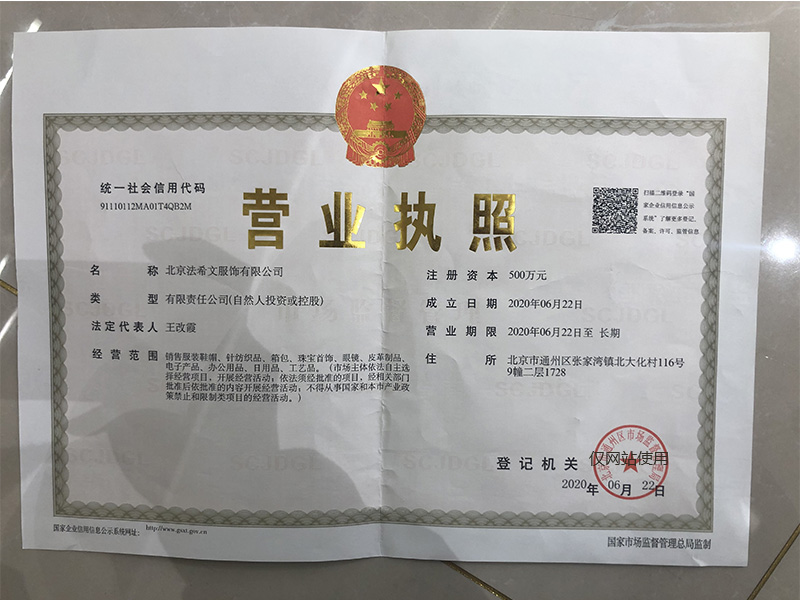 统一社会信用代码
91110112MA01T4QB2M
营业执照
扫描二维码登录“国
家企业信用信息公示
系统”了解更多登记、
备案、许可、监管信息
名 称 北京法希文服饰有限公司
类 型 有限责任公司(自然人投资或控股)
法定代表人 王改霞
经营范围 销售服装鞋帽、针纺织品、箱包、珠宝首饰、眼镜、皮革制品、
电子产品、办公用品、日用品、工艺品。（市场主体依法自主选
择经营项目，开展经营活动；依法须经批准的项目，经相关部门
批准后依批准的内容开展经营活动；不得从事国家和本市产业政
策禁止和限制类项目的经营活动。）
注册资本 500万元
成立日期 2020年06月22日
营业期限 2020年06月22日至 长期
住 所 北京市通州区张家湾镇北大化村116号
9幢二层1728
登记机关
仅网站使用
2020年 06月 22日
国家企业信用信息公示系统网址： http://www.gsxt.gov.cn
国家市场监督管理总局监制